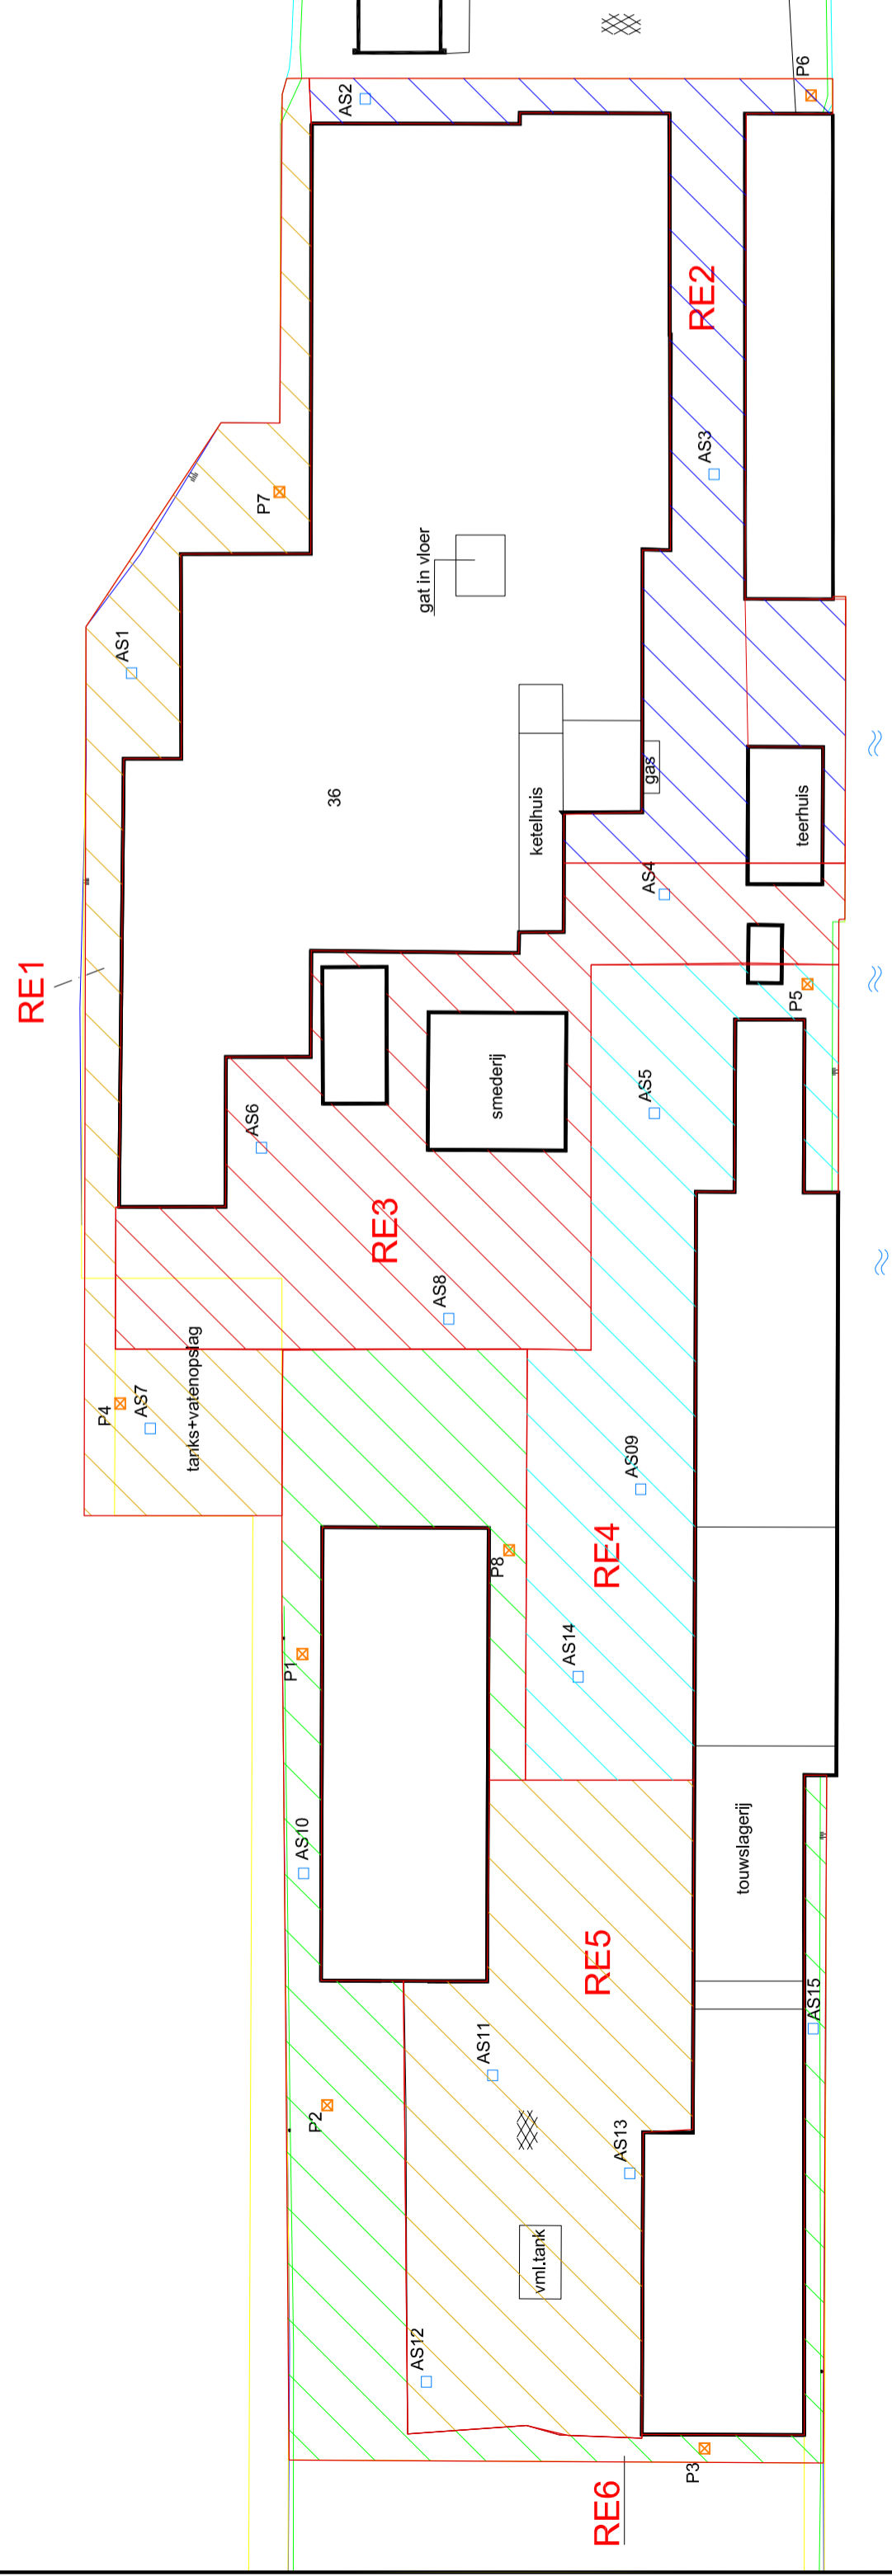 AS2
P6
RE2
AS3
P7
gat in vloer
AS1
36
gas
ketelhuis
teerhuis
AS4
RE1
P5
smederij
AS5
AS6
RE3
AS8
tanks+vatenopslag
P4
AS7
AS09
RE4
P8
AS14
P1
AS10
touwslagerij
RE5
AS15
AS11
P2
AS13
vml.tank
AS12
P3
RE6